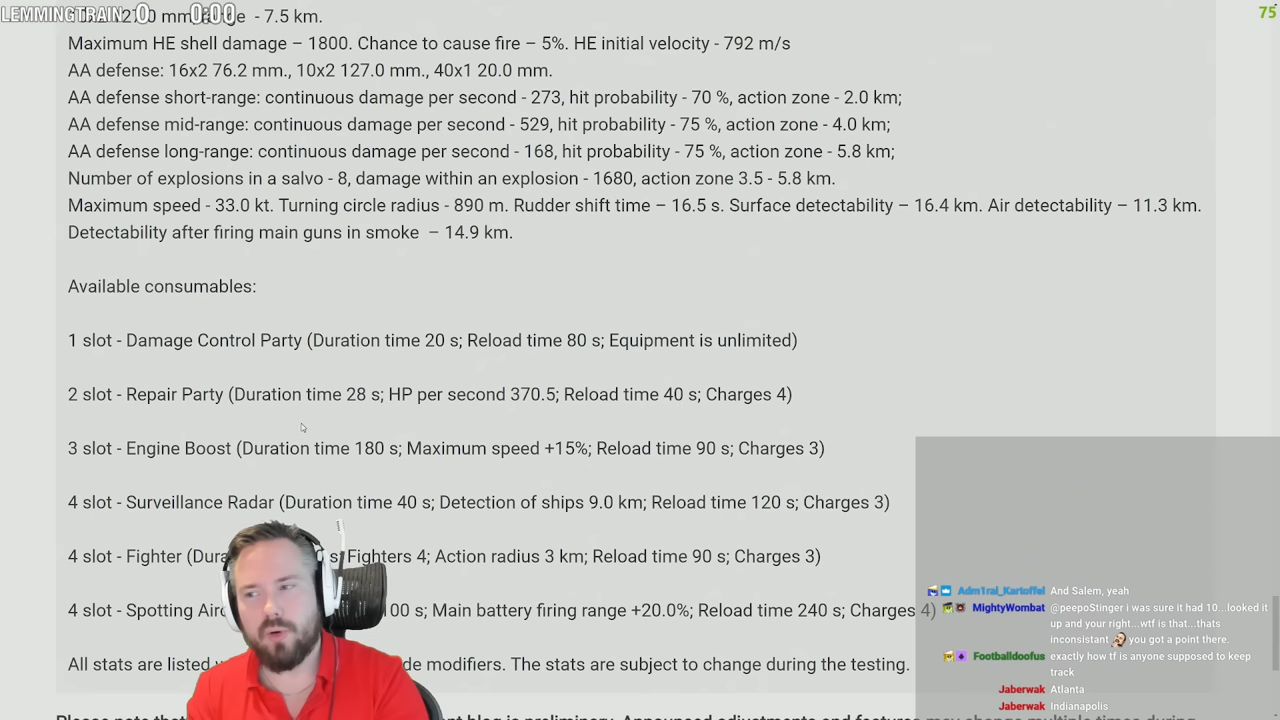 LEMMINGTRAIN 0 0:00 - 7.5 km. 75
Maximum HE shell damage – 1800. Chance to cause fire – 5%. HE initial velocity - 792 m/s
AA defense: 16x2 76.2 mm., 10x2 127.0 mm., 40x1 20.0 mm.
AA defense short-range: continuous damage per second - 273, hit probability - 70 %, action zone - 2.0 km;
AA defense mid-range: continuous damage per second - 529, hit probability - 75 %, action zone - 4.0 km;
AA defense long-range: continuous damage per second - 168, hit probability - 75 %, action zone - 5.8 km;
Number of explosions in a salvo - 8, damage within an explosion - 1680, action zone 3.5 - 5.8 km.
Maximum speed - 33.0 kt. Turning circle radius - 890 m. Rudder shift time – 16.5 s. Surface detectability – 16.4 km. Air detectability – 11.3 km.
Detectability after firing main guns in smoke – 14.9 km.
Available consumables:
1 slot - Damage Control Party (Duration time 20 s; Reload time 80 s; Equipment is unlimited)
2 slot - Repair Party (Duration time 28 s; HP per second 370.5; Reload time 40 s; Charges 4)
3 slot - Engine Boost (Duration time 180 s; Maximum speed +15%; Reload time 90 s; Charges 3)
4 slot - Surveillance Radar (Duration time 40 s; Detection of ships 9.0 km; Reload time 120 s; Charges 3)
4 slot - Fighter s; Fighters 4; Action radius 3 km; Reload time 90 s; Charges 3)
4 slot - Spotting s; Main battery firing range +20.0%; Reload time 240 s; Charges 4)
All stats are listed modifiers. The stats are subject to change during the testing.
Adm1ral_Kartoffel And Salem, yeah
MightyWombat @peepoStinger i was sure it had 10...looked it
up and your right...wtf is that...thats
inconsistant you got a point there.
Footballdoofus exactly how tf is anyone supposed to keep
track
Jaberwak Atlanta
Jaberwak Indianapolis